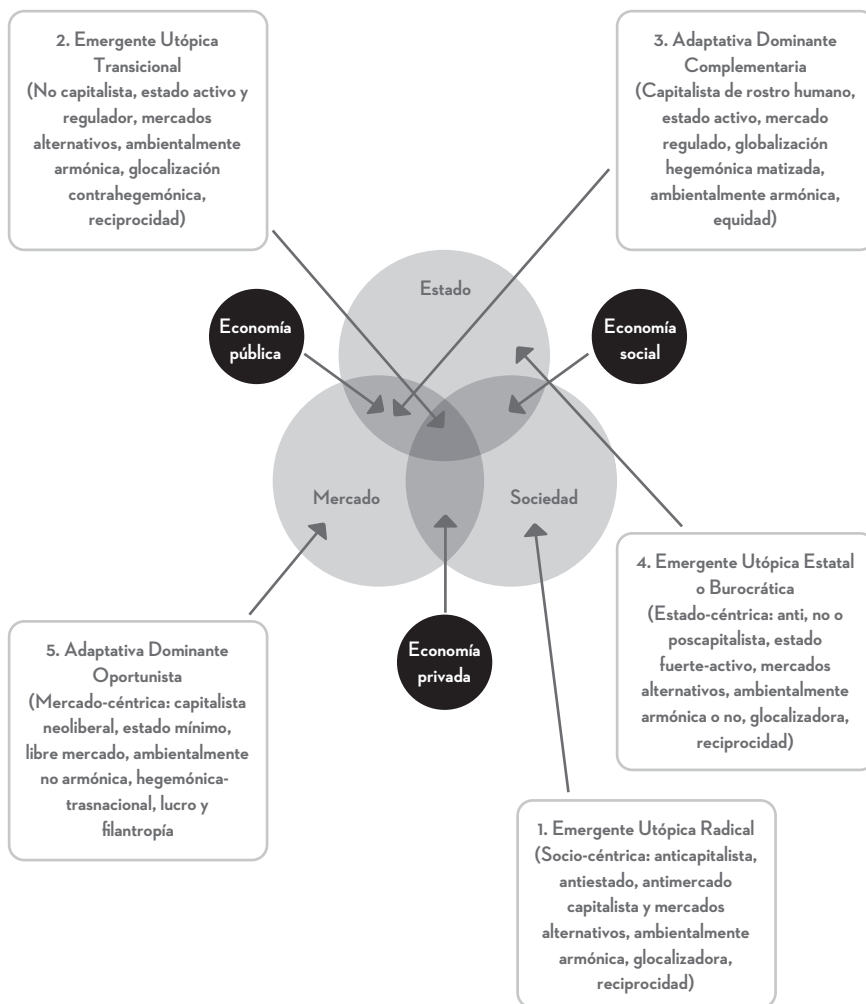 2. Emergente Utópica
Transicional
(No capitalista, estado activo y
regulador, mercados
alternativos, ambientalmente
armónica, glocalización
contrahegemónica,
reciprocidad)
3. Adaptativa Dominante
Complementaria
(Capitalista de rostro humano,
estado activo, mercado
regulado, globalización
hegemónica matizada,
ambientalmente armónica,
equidad)
Estado
Economía
pública
Economía
social
Mercado
Sociedad
4. Emergente Utópica Estatal
o Burocrática
(Estado-céntrica: anti, no o
poscapitalista, estado
fuerte-activo, mercados
alternativos, ambientalmente
armónica o no, glocalizadora,
reciprocidad)
5. Adaptativa Dominante
Oportunista
(Mercado-céntrica: capitalista
neoliberal, estado mínimo,
libre mercado, ambientalmente
no armónica, hegemónica-
trasnacional, lucro y
filantropía
Economía
privada
1. Emergente Utópica Radical
(Socio-céntrica: anticapitalista,
antiestado, antimercado
capitalista y mercados
alternativos, ambientalmente
armónica, glocalizadora,
reciprocidad)